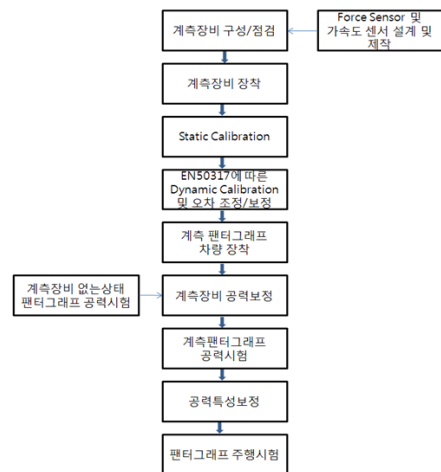 계측장비 구성/점검
Force Sensor 및
가속도 센서 설계 및
제작
계측장비 장착
Static Calibration
EN50317에 따른
Dynamic Calibration
및 오차 조정/보정
계측 팬터그래프
차량 장착
계측장비 없는상태
팬터그래프 공력시험
계측장비 공력보정
계측팬터그래프
공력시험
공력특성보정
팬터그래프 주행시험